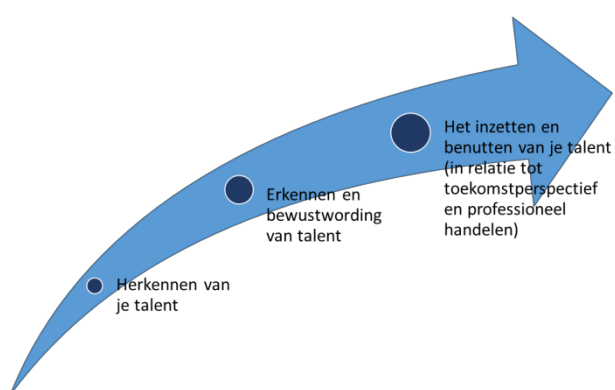 Het inzetten en
benutten van je talent
(in relatie tot
toekomstperspectief
en professioneel
handelen)
Erkennen en
bewustwording
van talent
Herkennen van
je talent